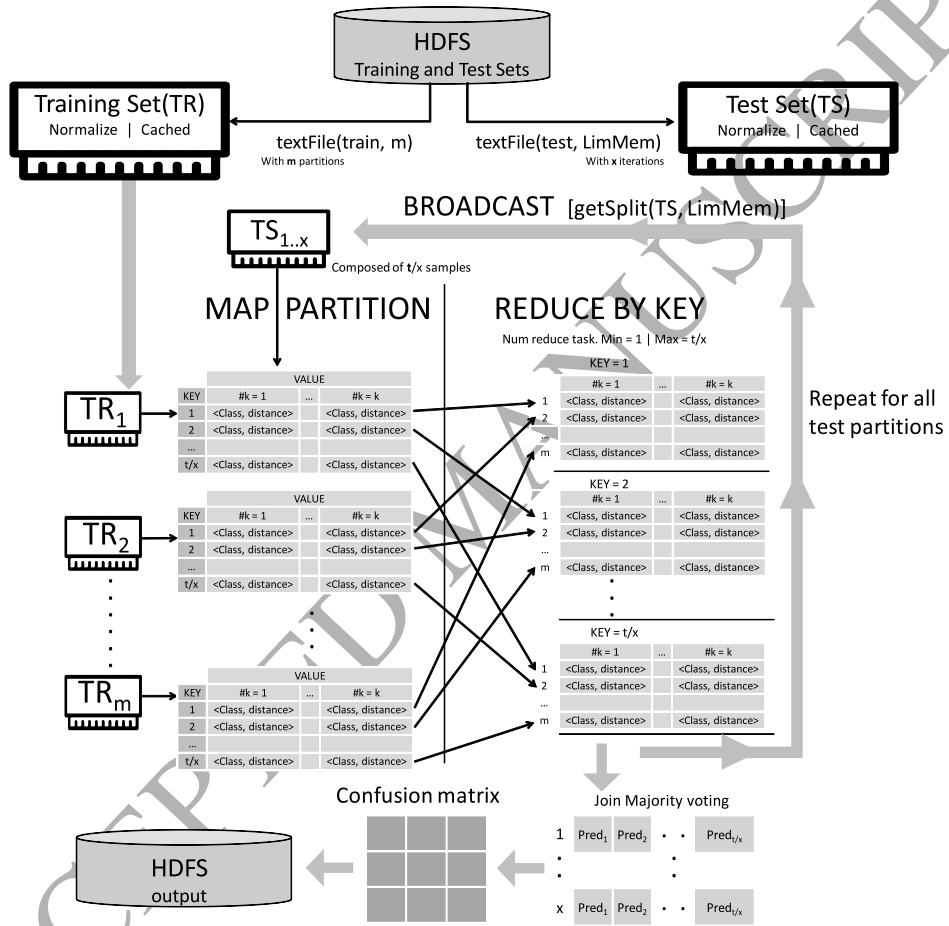 HDFS
Training and Test Sets
Training Set(TR)
Normalize | Cached
Test Set(TS)
Normalize | Cached
textFile(train, m)
With m partitions
textFile(test, LimMem)
With x iterations
BROADCAST [getSplit(TS, LimMem)]
TS1..x
Composed of t/x samples
MAP PARTITION
REDUCE BY KEY
Num reduce task. Min = 1 | Max = t/x
Repeat for all
test partitions
TR1
VALUE
KEY #k = 1 ... #k = k
1 <Class, distance> <Class, distance>
2 <Class, distance> <Class, distance>
...
t/x <Class, distance> <Class, distance>
TR2
VALUE
KEY #k = 1 ... #k = k
1 <Class, distance> <Class, distance>
2 <Class, distance> <Class, distance>
...
t/x <Class, distance> <Class, distance>
TRm
VALUE
KEY #k = 1 ... #k = k
1 <Class, distance> <Class, distance>
2 <Class, distance> <Class, distance>
...
t/x <Class, distance> <Class, distance>
KEY = 1
#k = 1 ... #k = k
1 <Class, distance> <Class, distance>
2 <Class, distance> <Class, distance>
...
m <Class, distance> <Class, distance>
KEY = 2
#k = 1 ... #k = k
1 <Class, distance> <Class, distance>
2 <Class, distance> <Class, distance>
...
m <Class, distance> <Class, distance>
KEY = t/x
#k = 1 ... #k = k
1 <Class, distance> <Class, distance>
2 <Class, distance> <Class, distance>
...
m <Class, distance> <Class, distance>
Join Majority voting
1 Pred1 Pred2 . . Predt/x
x Pred1 Pred2 . . Predt/x
Confusion matrix
HDFS
output